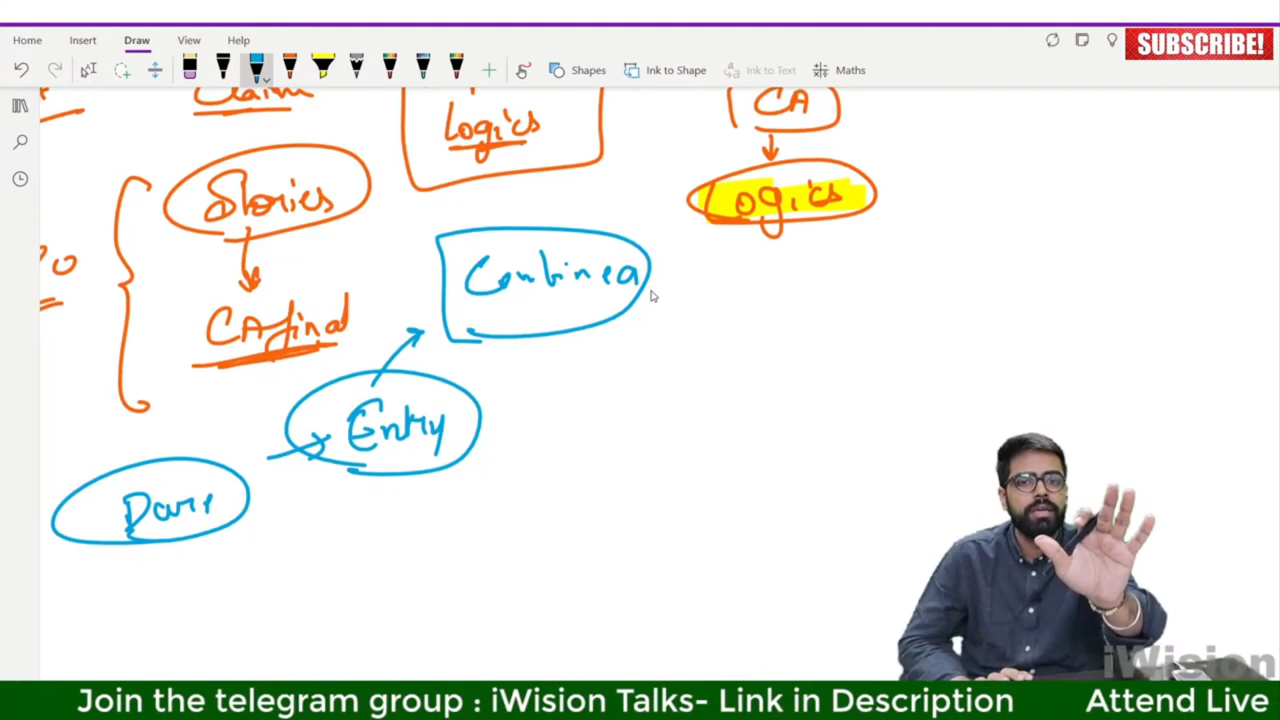 Home Insert Draw View Help
SUBSCRIBE!
Shapes Ink to Shape Ink to Text Maths
Claim
Logics
CA
Logics
Stories
CA final
Combined
Entry
iWision
Join the telegram group : iWision Talks- Link in Description Attend Live